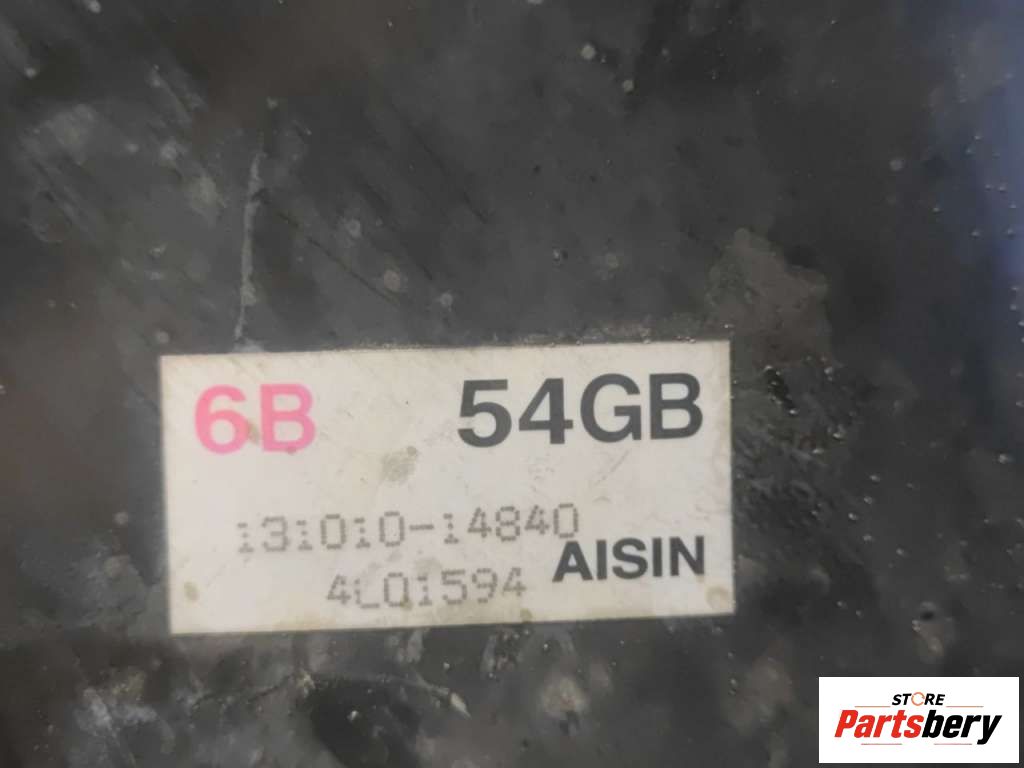 6B 54GB
131010-14840
AISIN
4L01594
STORE
Partsbery